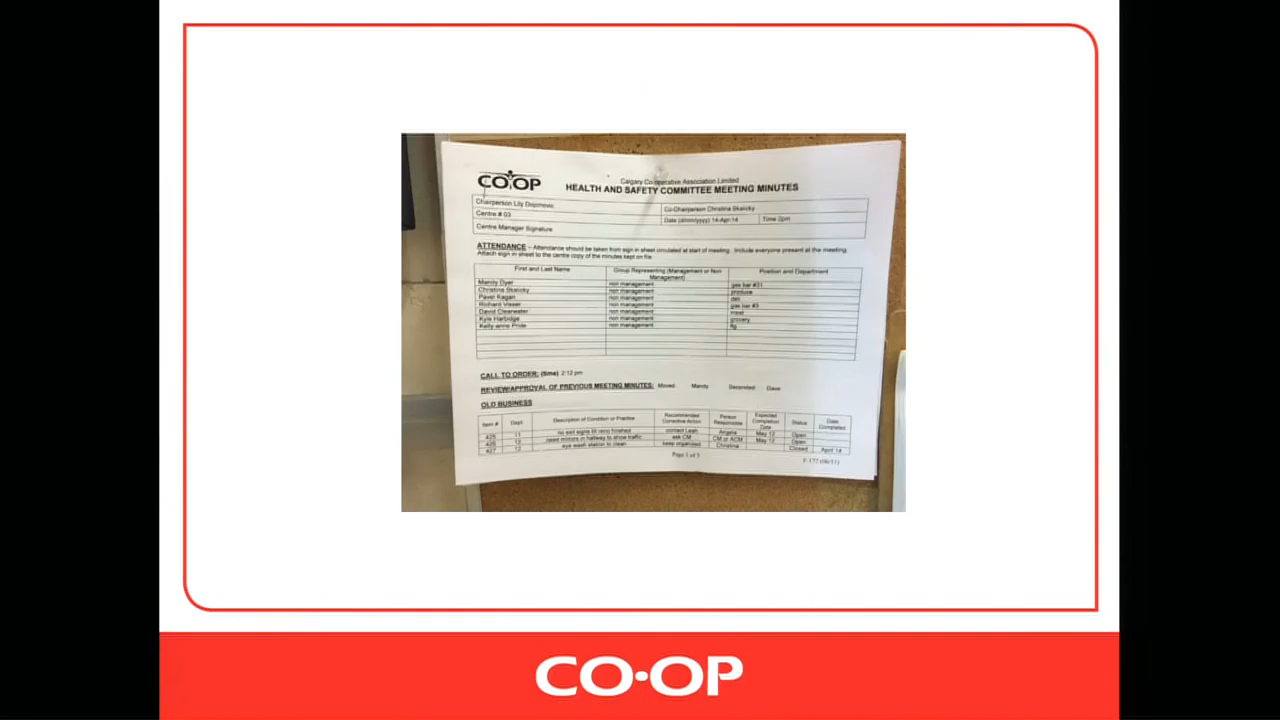 CO-OP
Calgary Co-operative Association Limited
HEALTH AND SAFETY COMMITTEE MEETING MINUTES
Chairperson Lily
Co-Chairperson Christina Skalicky
Centre # 03
Date (dmm/yyyy) 14-Apr-14 Time 2pm
Centre Manager Signature
ATTENDANCE – Attendance should be taken from sign in sheet circulated at start of meeting. Include everyone present at the meeting.
Attach sign in sheet to the centre copy of the minutes kept on file.
First and Last Name Group Representing (Management or Non Management) Position and Department
Mandy Dyer non management gas bar #31
Christina Skalicky non management produce
Pavel Kagan non management deli
Richard Visser non management gas bar #3
David Clearwater non management meat
Kyle Harbidge non management grocery
Kelly-anne Pride non management
CALL TO ORDER: (time) 2:12 pm
REVIEW/APPROVAL OF PREVIOUS MEETING MINUTES: Moved Mandy Seconded Dave
OLD BUSINESS
Item # Dept Description of Condition or Practice Recommended Corrective Action Person Responsible Expected Completion Date Status Date Completed
425 11 no exit signs till reno finished contact Leah Angela May 12 Open
426 12 need mirrors in hallway to show traffic ask CM CM or ACM May 12 Open
427 12 eye wash station to clean keep organized Christina Closed April 14
Page 1 of
F-177 (06/11)
CO-OP